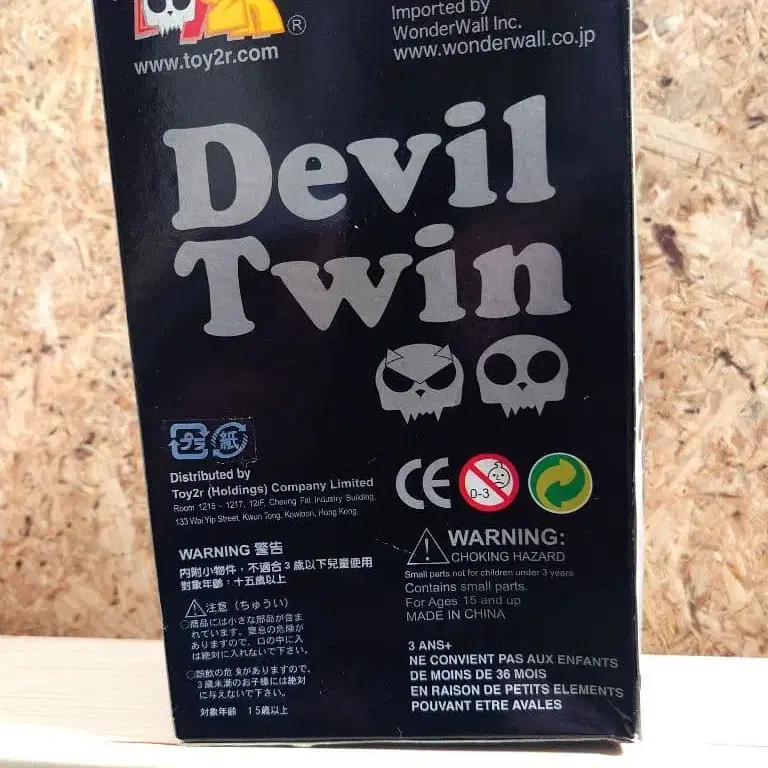 ®
www.toy2r.com
Imported by
WonderWall Inc.
www.wonderwall.co.jp
Devil
Twin
プラ 紙
Distributed by
Toy2r (Holdings) Company Limited
Room 1215 - 1217, 12/F, Cheung Fai Industry Building,
133 Wai Yip Street, Kwun Tong, Kowloon, Hong Kong.
CE
0-3
WARNING 警告
内附小物件，不適合3歲以下兒童使用
對象年齡：十五歲以上
注意（ちゅうい）
○商品には小さな部品が含ま
れています。窒息の危険が
ありますので、口の中に入
は絶対に入れないで下さい。
○誤飲の危険がありますので、
3歳未満のお子様には絶対
に与えないで下さい。
対象年齢 15歳以上
WARNING:
CHOKING HAZARD
Small parts not for children under 3 years
Contains small parts.
For Ages 15 and up
MADE IN CHINA
3 ANS+
NE CONVIENT PAS AUX ENFANTS
DE MOINS DE 36 MOIS
EN RAISON DE PETITS ELEMENTS
POUVANT ETRE AVALES